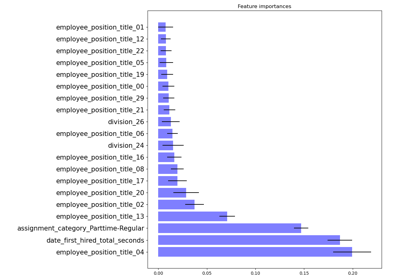 Feature importances
employee_position_title_01
employee_position_title_12
employee_position_title_22
employee_position_title_05
employee_position_title_19
employee_position_title_00
employee_position_title_29
employee_position_title_21
division_26
employee_position_title_06
division_24
employee_position_title_16
employee_position_title_08
employee_position_title_17
employee_position_title_20
employee_position_title_02
employee_position_title_13
assignment_category_Parttime-Regular
date_first_hired_total_seconds
employee_position_title_04
0.00 0.05 0.10 0.15 0.20